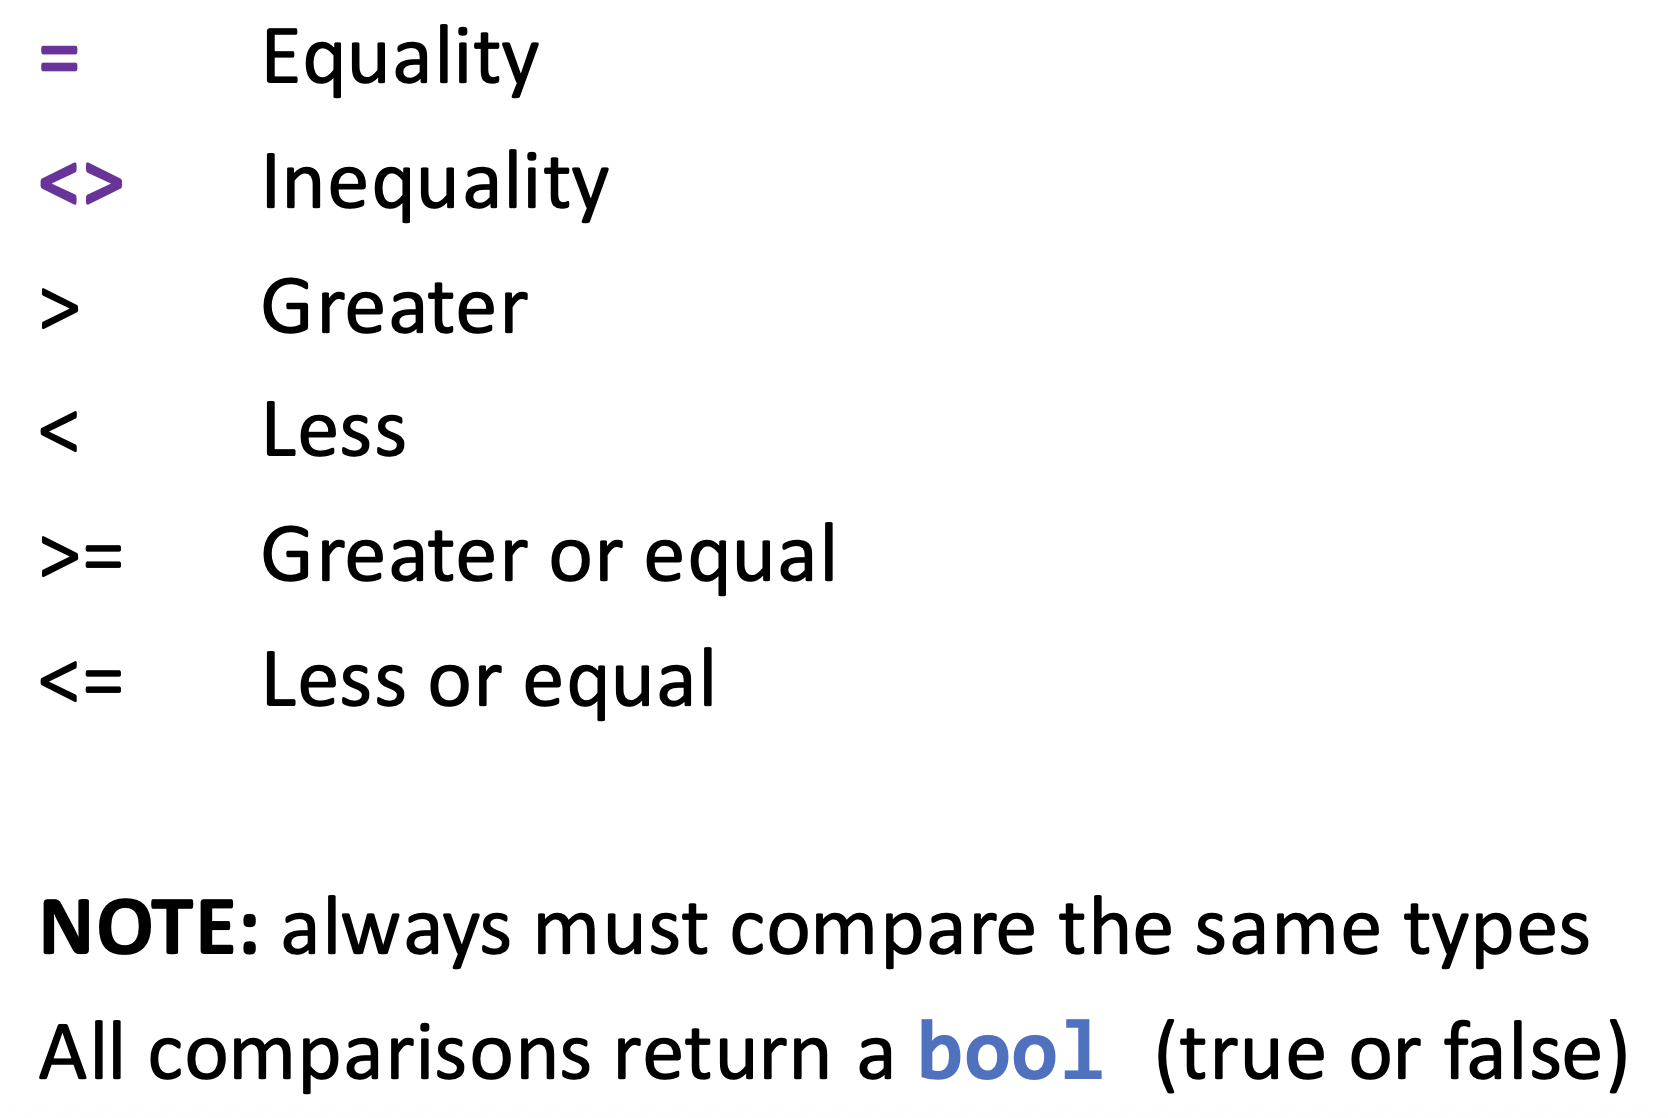 = Equality
<> Inequality
> Greater
< Less
>= Greater or equal
<= Less or equal
NOTE: always must compare the same types
All comparisons return a bool (true or false)